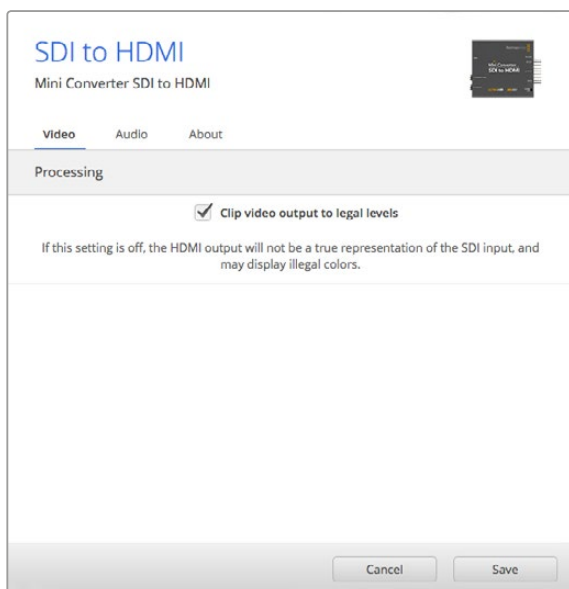 SDI to HDMI
Mini Converter SDI to HDMI
Video Audio About
Processing
Clip video output to legal levels
If this setting is off, the HDMI output will not be a true representation of the SDI input, and
may display illegal colors.
Cancel Save